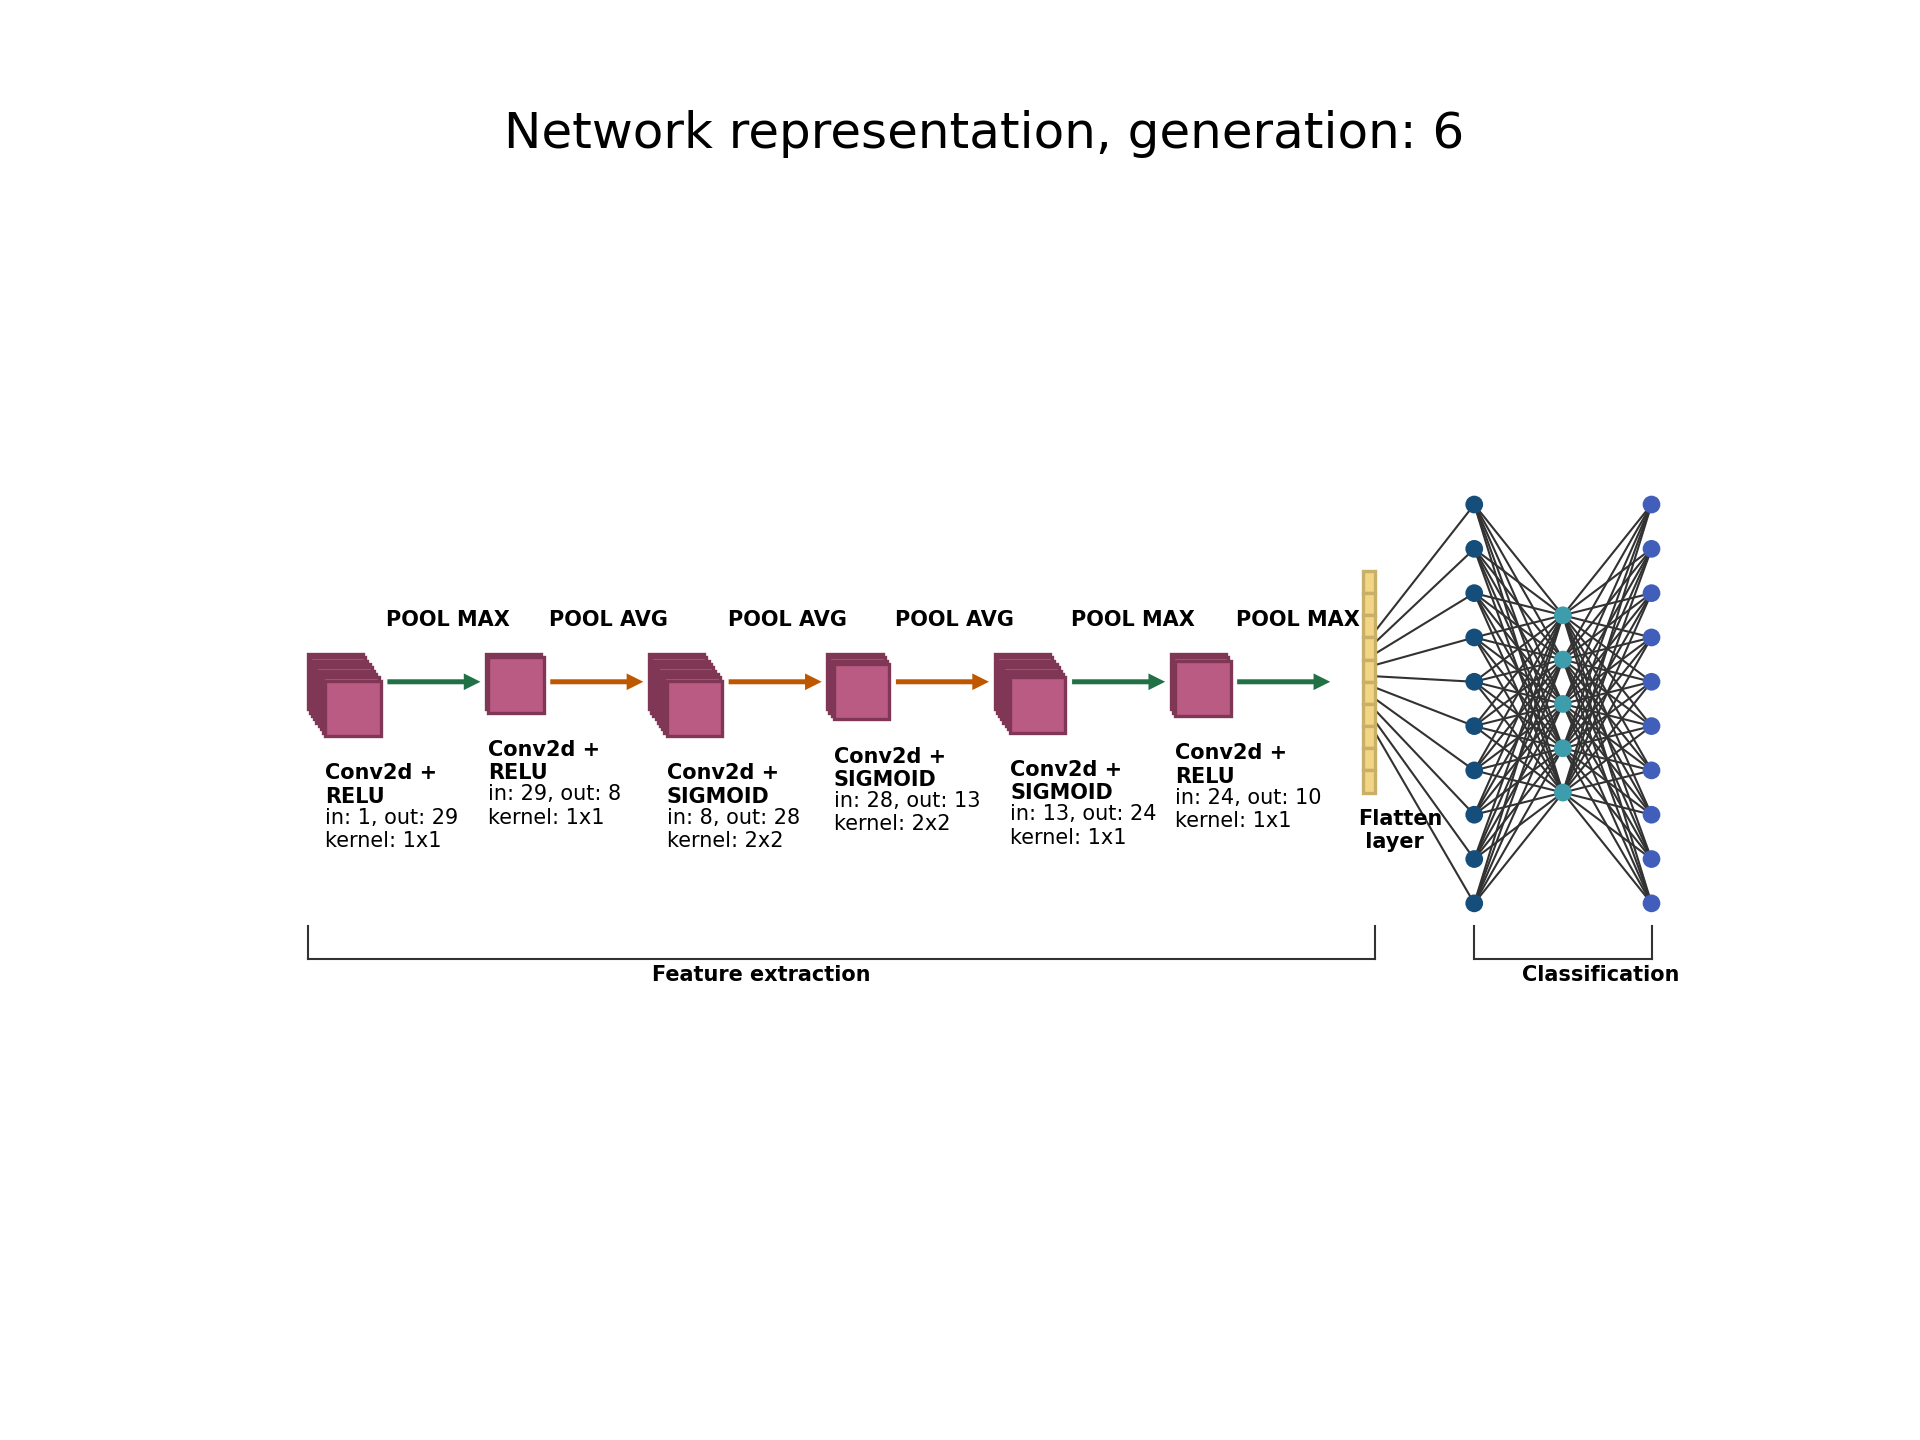 Network representation, generation: 6
POOL MAX
POOL AVG
POOL AVG
POOL AVG
POOL MAX
POOL MAX
Conv2d +
RELU
in: 1, out: 29
kernel: 1x1
Conv2d +
RELU
in: 29, out: 8
kernel: 1x1
Conv2d +
SIGMOID
in: 8, out: 28
kernel: 2x2
Conv2d +
SIGMOID
in: 28, out: 13
kernel: 2x2
Conv2d +
SIGMOID
in: 13, out: 24
kernel: 1x1
Conv2d +
RELU
in: 24, out: 10
kernel: 1x1
Flatten
layer
Feature extraction
Classification